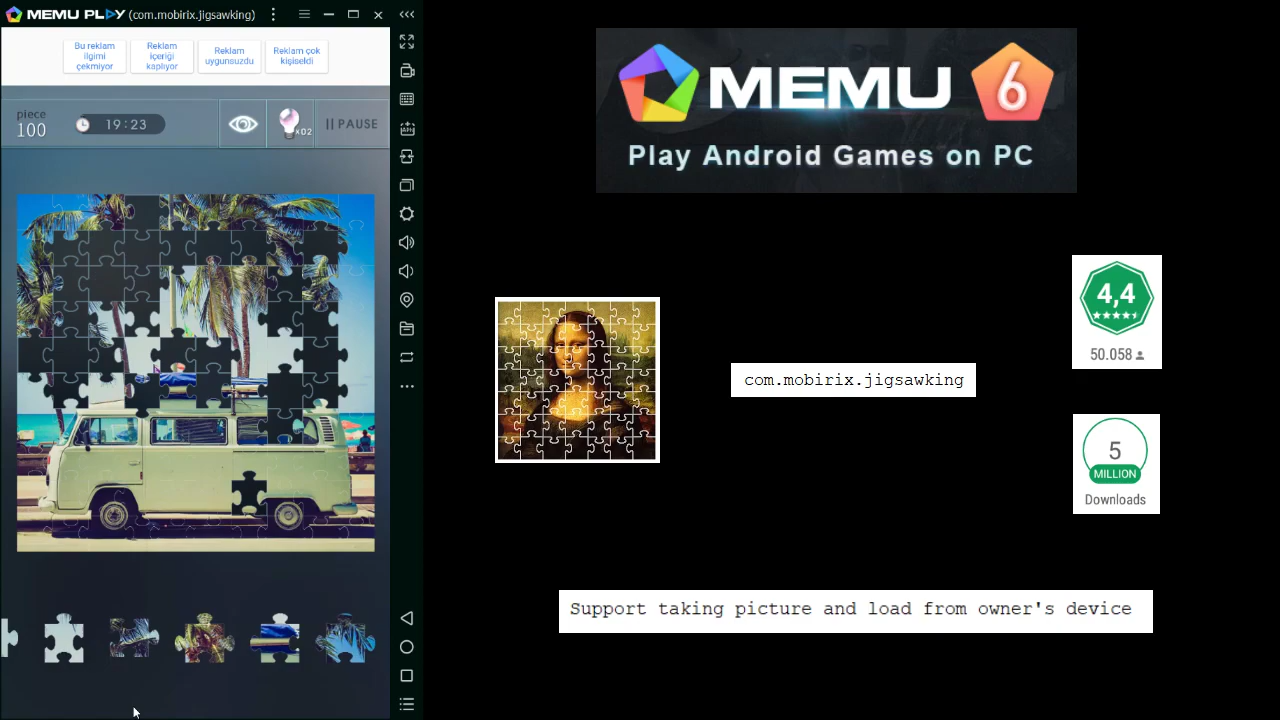 MEMU PLAY (com.mobirix.jigsawking)
Bu reklam ilgimi çekmiyor
Reklam içeriği kaplıyor
Reklam uygunsuzdu
Reklam çok kişiseldi
piece
100
19:23
x02
PAUSE
MEMU 6
Play Android Games on PC
4,4
50.058
com.mobirix.jigsawking
5
MILLION
Downloads
Support taking picture and load from owner's device